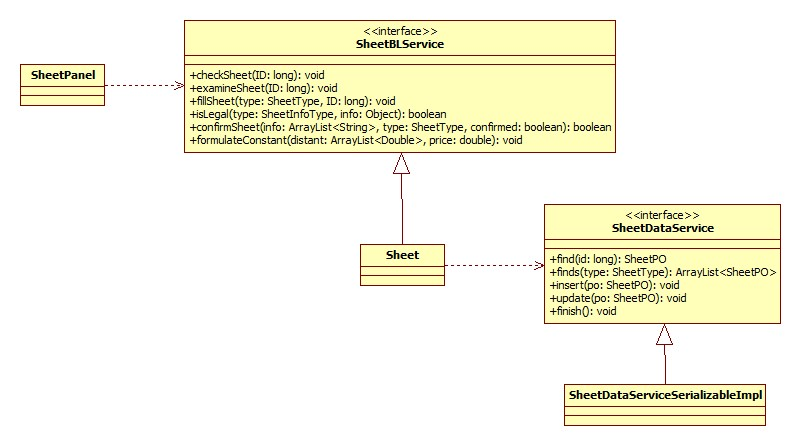 <<interface>>
SheetBLService
SheetPanel
+checkSheet(ID: long): void
+examineSheet(ID: long): void
+fillSheet(type: SheetType, ID: long): void
+isLegal(type: SheetInfoType, info: Object): boolean
+confirmSheet(info: ArrayList<String>, type: SheetType, confirmed: boolean): boolean
+formulateConstant(distant: ArrayList<Double>, price: double): void
<<interface>>
SheetDataService
Sheet
+find(id: long): SheetPO
+finds(type: SheetType): ArrayList<SheetPO>
+insert(po: SheetPO): void
+update(po: SheetPO): void
+finish(): void
SheetDataServiceSerializableImpl